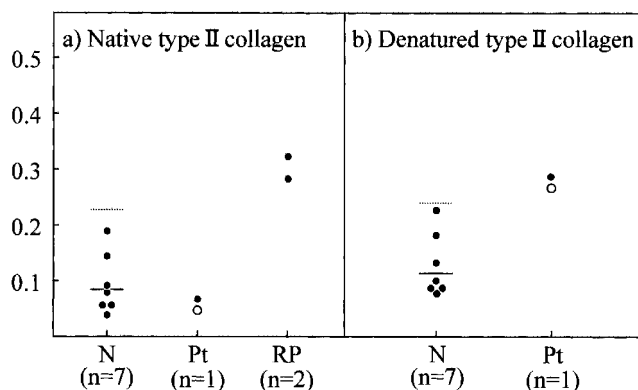 a) Native type II collagen
b) Denatured type II collagen
0.5
0.4
0.3
0.2
0.1
N Pt RP N Pt
(n=7) (n=1) (n=2) (n=7) (n=1)